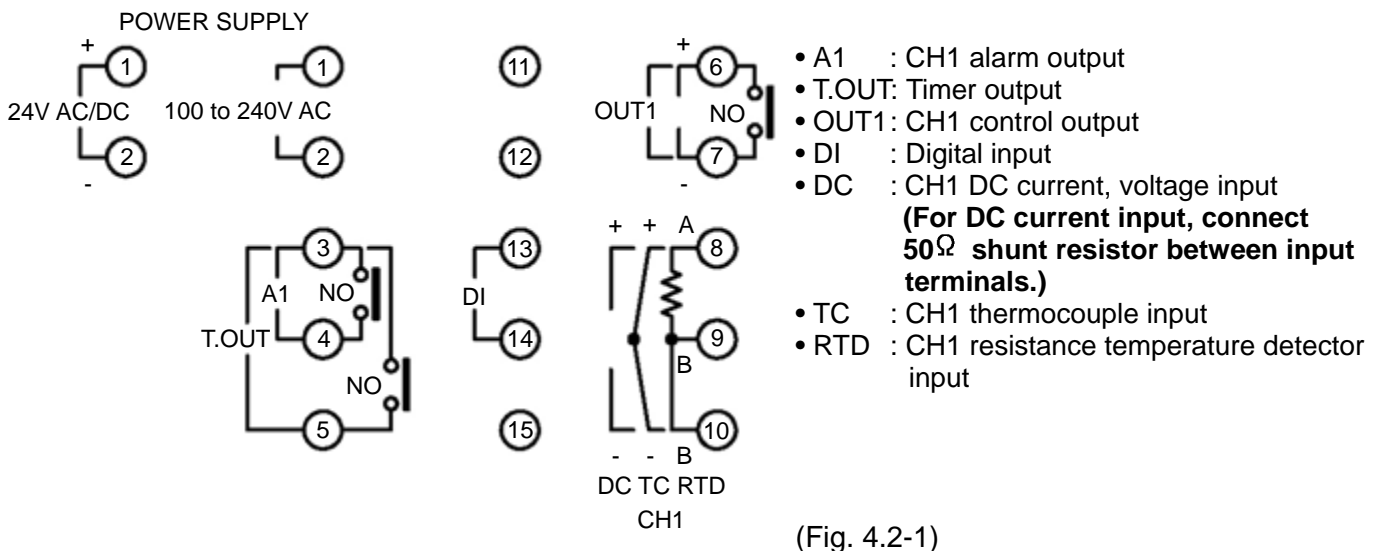 POWER SUPPLY
+ 1 1 11 + 6
24V AC/DC 100 to 240V AC OUT1 NO
2 2 12 7
- -
3 13 + + A 8
A1 NO DI
T.OUT 4 14 9
NO B
5 15 10
- - B
DC TC RTD
CH1
• A1 : CH1 alarm output
• T.OUT: Timer output
• OUT1: CH1 control output
• DI : Digital input
• DC : CH1 DC current, voltage input
(For DC current input, connect
50Ω shunt resistor between input
terminals.)
• TC : CH1 thermocouple input
• RTD : CH1 resistance temperature detector
input
(Fig. 4.2-1)